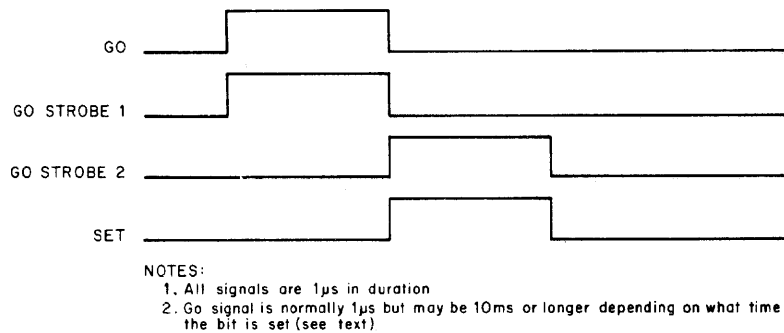 GO
GO STROBE 1
GO STROBE 2
SET
NOTES:
1. All signals are 1µs in duration
2. Go signal is normally 1µs but may be 10ms or longer depending on what time
the bit is set (see text)